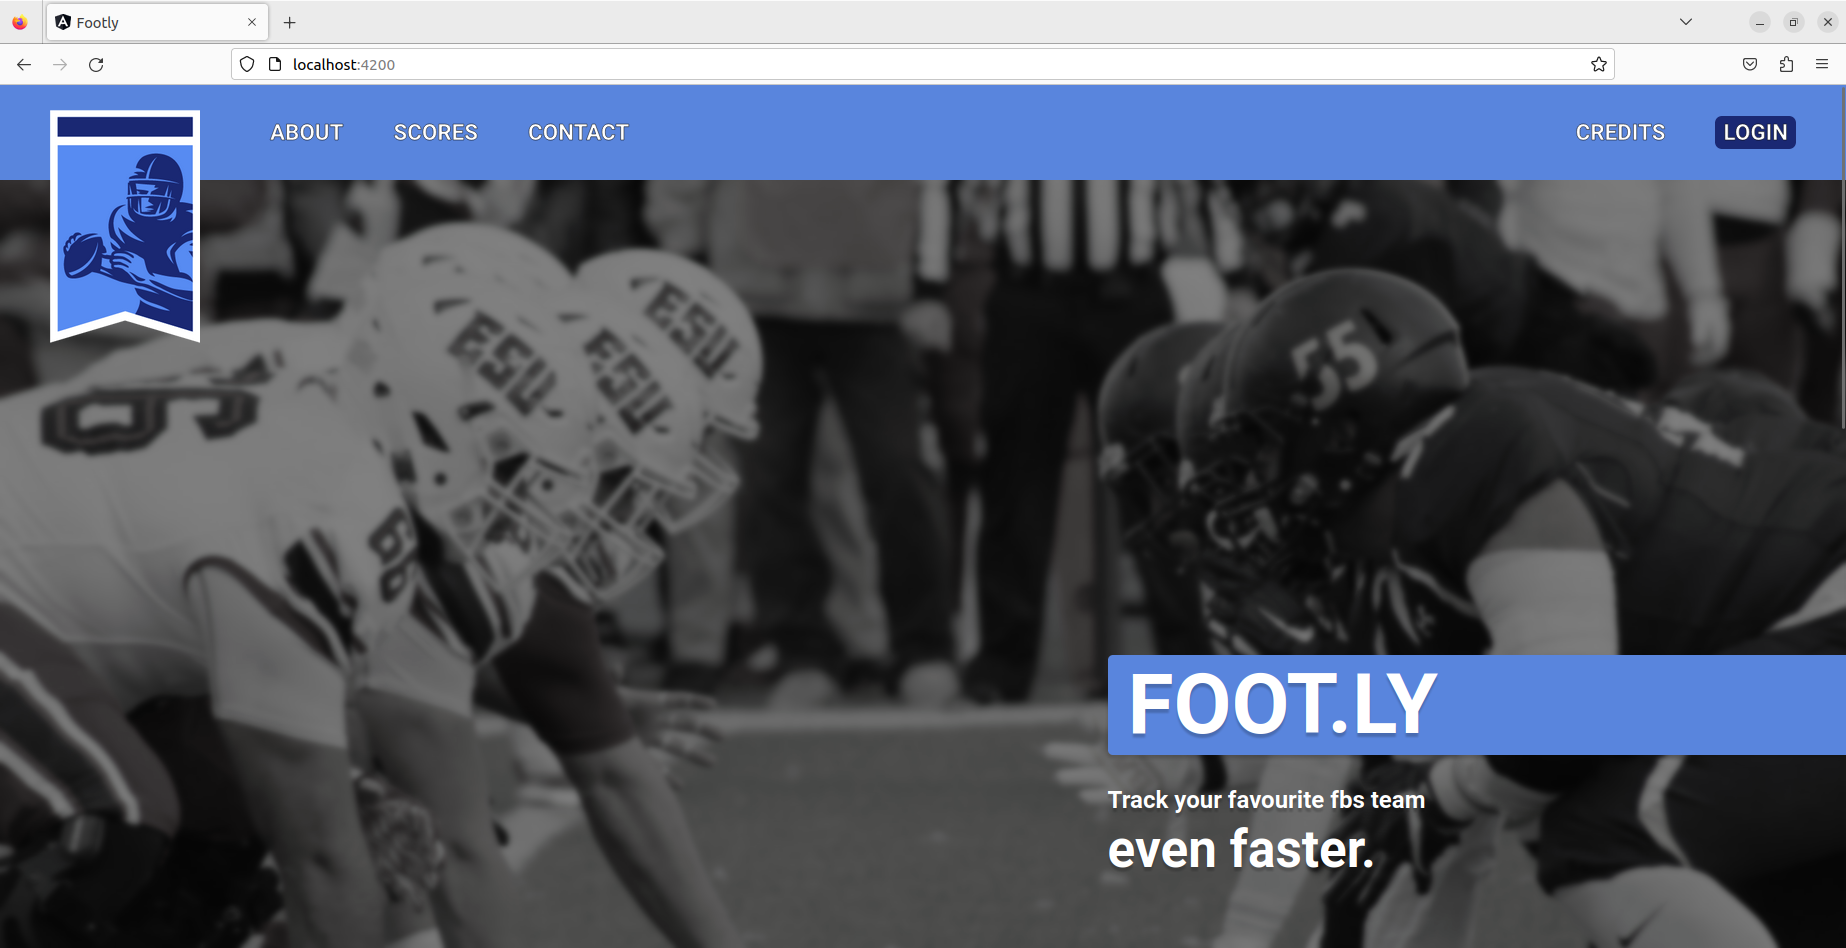 Footly
localhost:4200
ABOUT SCORES CONTACT CREDITS LOGIN
ESU
ESU
ESU
55
6
66
FOOT.LY
Track your favourite fbs team
even faster.